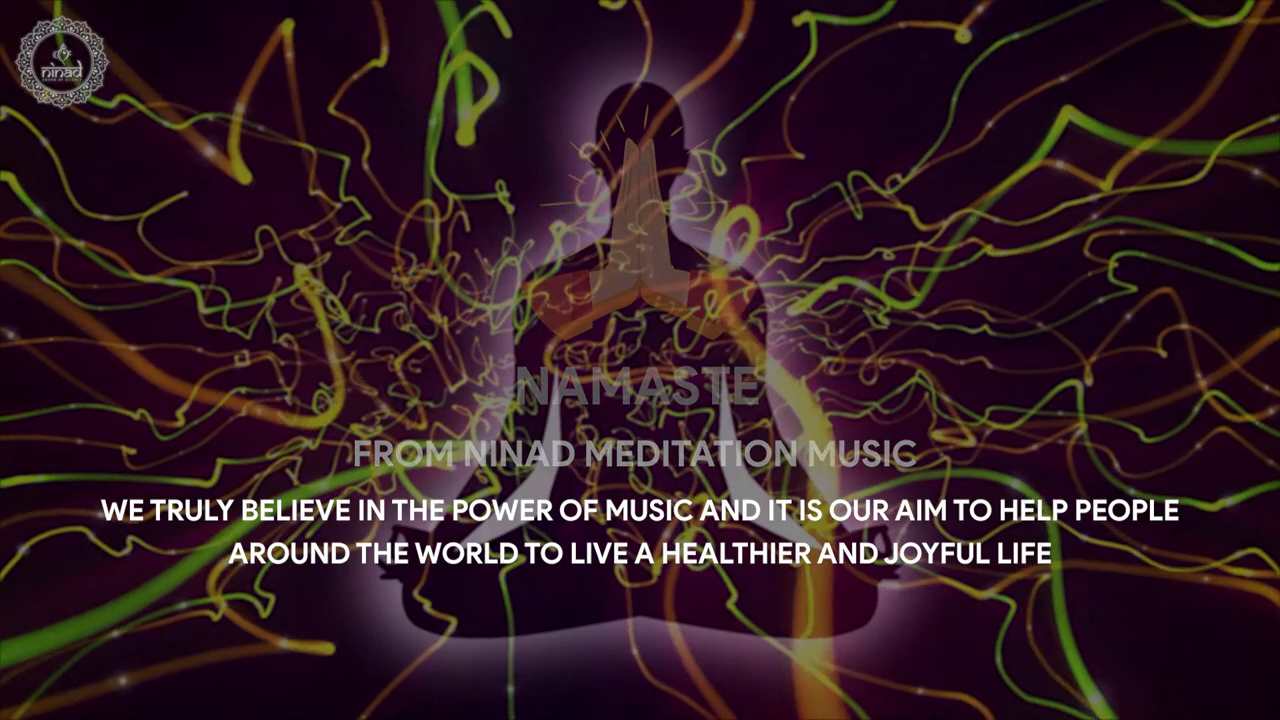 ninad
NAMASTE
FROM NINAD MEDITATION MUSIC
WE TRULY BELIEVE IN THE POWER OF MUSIC AND IT IS OUR AIM TO HELP PEOPLE
AROUND THE WORLD TO LIVE A HEALTHIER AND JOYFUL LIFE